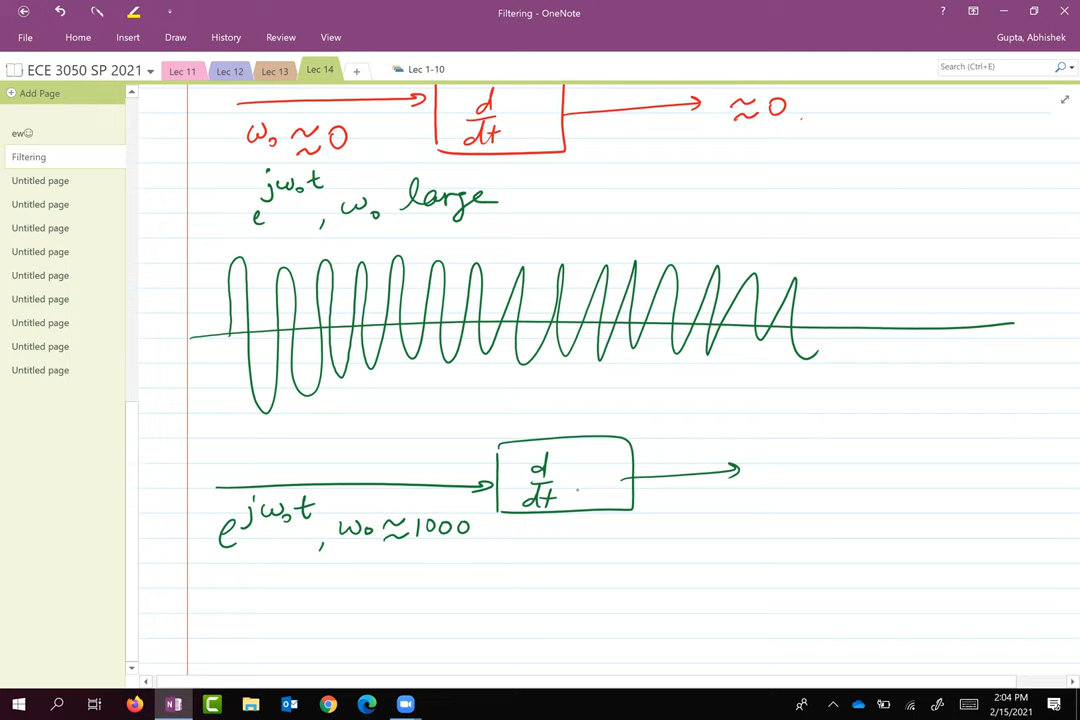 Filtering - OneNote
?
File Home Insert Draw History Review View
Gupta, Abhishek
ECE 3050 SP 2021 Lec 11 Lec 12 Lec 13 Lec 14 + Lec 1-10
Search (Ctrl+E)
Add Page
ew☺
Filtering
Untitled page
Untitled page
Untitled page
Untitled page
Untitled page
Untitled page
Untitled page
Untitled page
Untitled page
ω₀ ≈ 0
d/dt
≈ 0.
e^{jω₀t}, ω₀ large
d/dt
e^{jω₀t}, ω₀ ≈ 1000
2:04 PM
2/15/2021